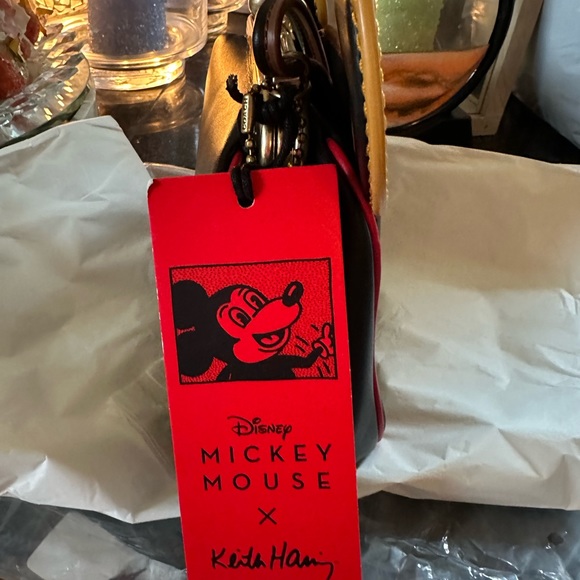 Disney
MICKEY
MOUSE
X
Keith Haring